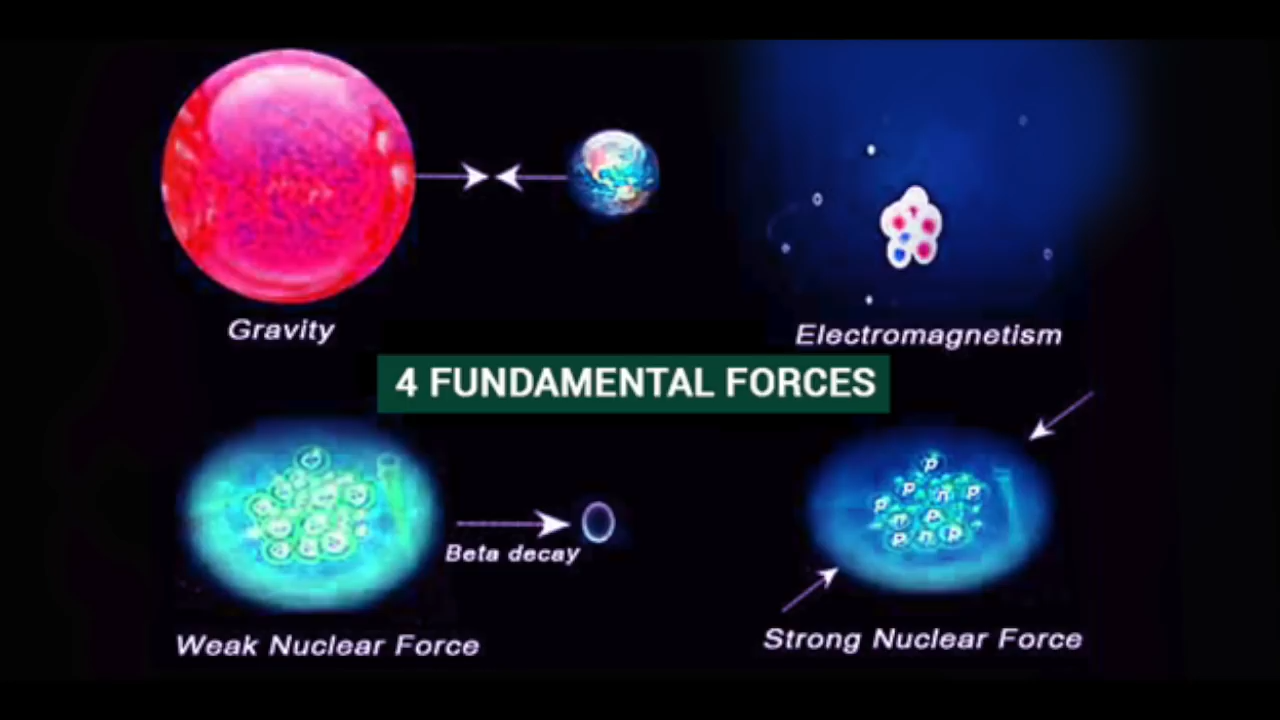 Gravity
Electromagnetism
4 FUNDAMENTAL FORCES
P
P
n
P
P
n
P
P
n
P
Beta decay
Weak Nuclear Force
Strong Nuclear Force